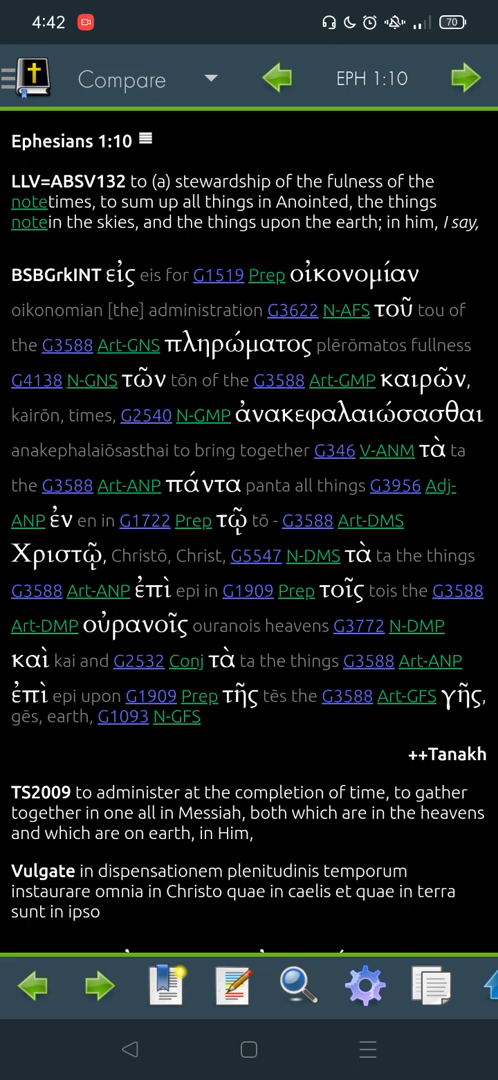 4:42
70
Compare
EPH 1:10
Ephesians 1:10
LLV=ABSV132 to (a) stewardship of the fulness of the
notetimes, to sum up all things in Anointed, the things
notein the skies, and the things upon the earth; in him, I say,
BSBGrkINT εἰς eis for G1519 Prep οἰκονομίαν
oikonomian [the] administration G3622 N-AFS τοῦ tou of
the G3588 Art-GNS πληρώματος plērōmatos fullness
G4138 N-GNS τῶν tōn of the G3588 Art-GMP καιρῶν,
kairōn, times, G2540 N-GMP ἀνακεφαλαιώσασθαι
anakephalaiōsasthai to bring together G346 V-ANM τὰ ta
the G3588 Art-ANP πάντα panta all things G3956 Adj-
ANP ἐν en in G1722 Prep τῷ tō - G3588 Art-DMS
Χριστῷ, Christō, Christ, G5547 N-DMS τὰ ta the things
G3588 Art-ANP ἐπὶ epi in G1909 Prep τοῖς tois the G3588
Art-DMP οὐρανοῖς ouranois heavens G3772 N-DMP
καὶ kai and G2532 Conj τὰ ta the things G3588 Art-ANP
ἐπὶ epi upon G1909 Prep τῆς tēs the G3588 Art-GFS γῆς,
gēs, earth, G1093 N-GFS
++Tanakh
TS2009 to administer at the completion of time, to gather
together in one all in Messiah, both which are in the heavens
and which are on earth, in Him,
Vulgate in dispensationem plenitudinis temporum
instaurare omnia in Christo quae in caelis et quae in terra
sunt in ipso